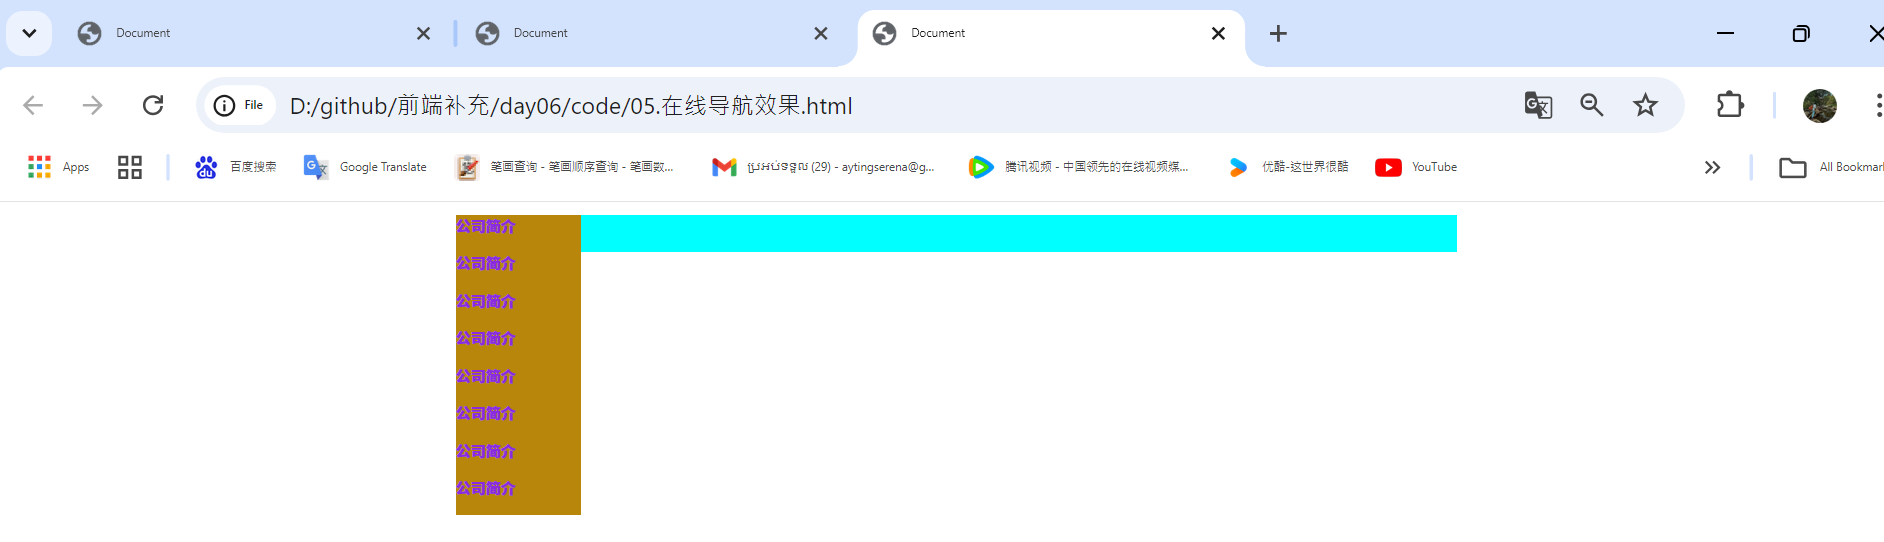 Document
Document
Document
File
D:/github/前端补充/day06/code/05.在线导航效果.html
Apps
百度搜索
Google Translate
笔画查询 - 笔画顺序查询 - 笔画数...
ប្រអប់ទទួល (29) - aytingserena@g...
腾讯视频 - 中国领先的在线视频媒...
优酷-这世界很酷
YouTube
All Bookmar
公司简介
公司简介
公司简介
公司简介
公司简介
公司简介
公司简介
公司简介